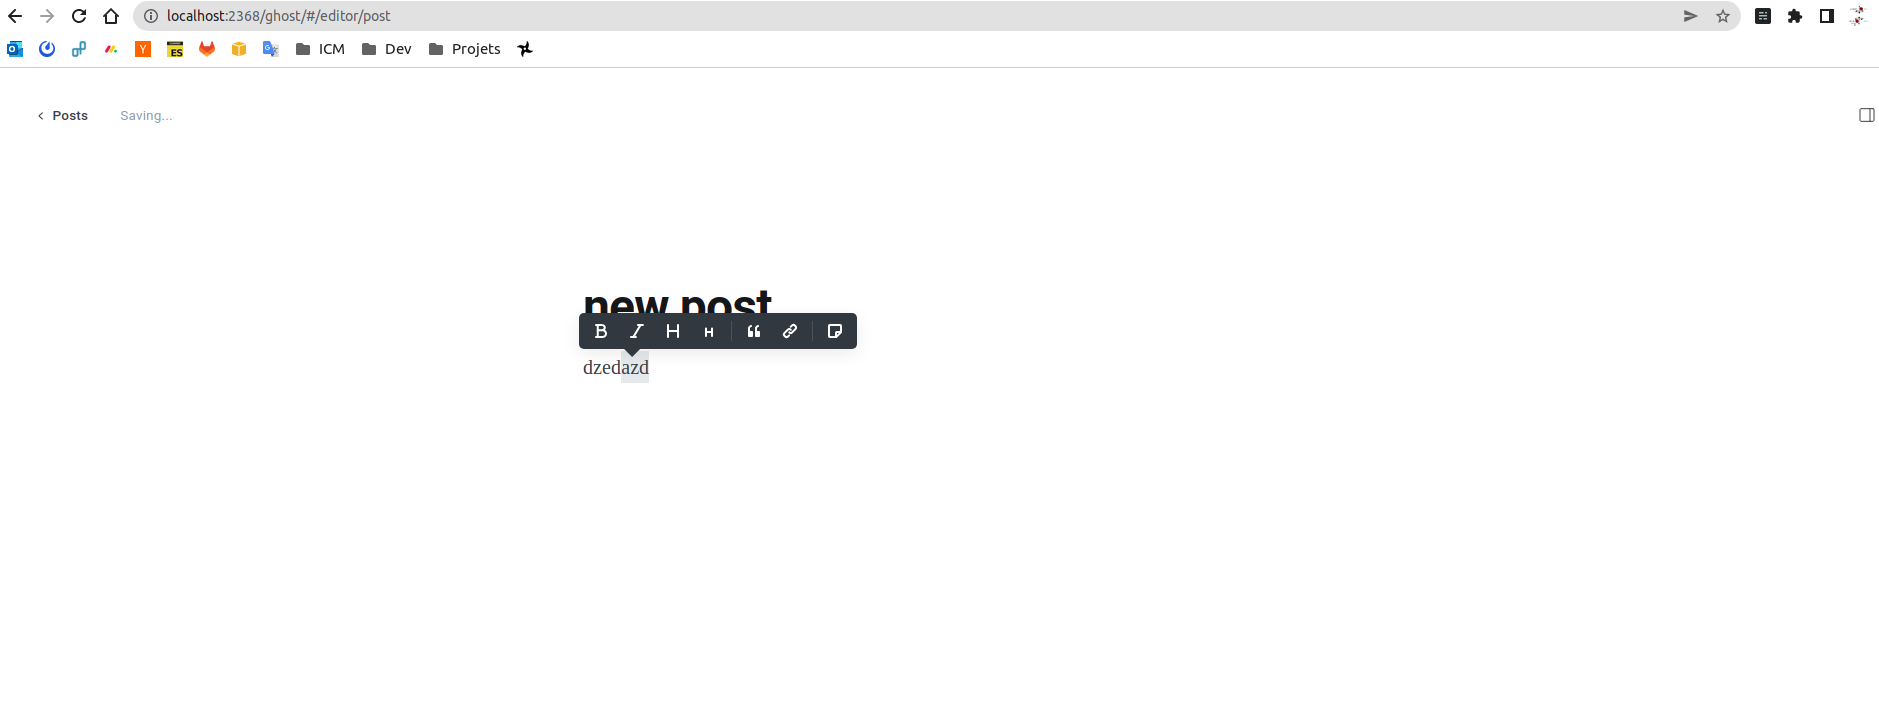 localhost:2368/ghost/#/editor/post
Y
ES
G
ICM
Dev
Projets
Posts
Saving...
new post
B I H H
dzedazd